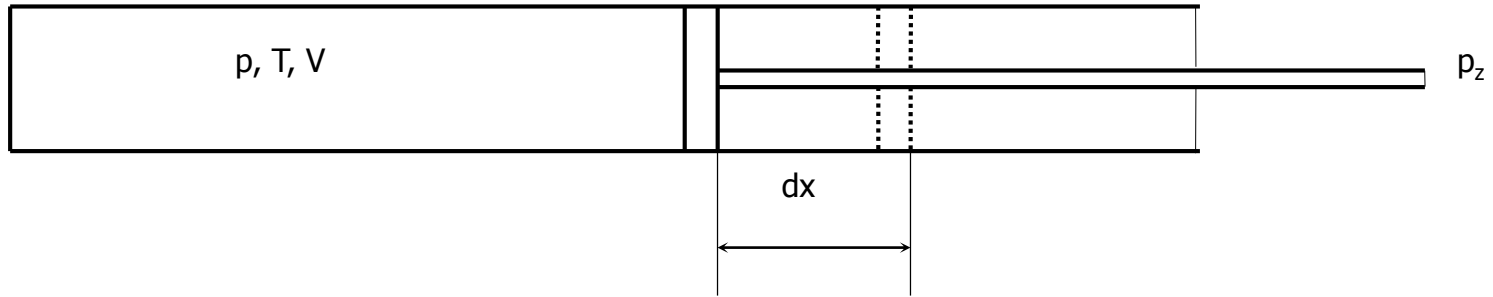 p, T, V
p_z
dx